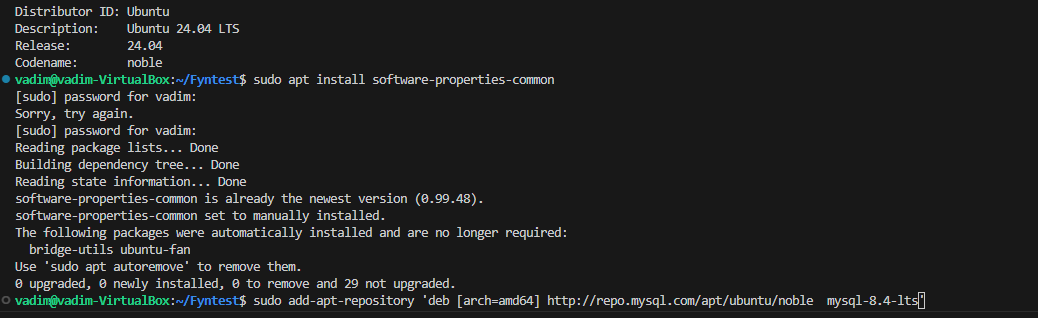 Distributor ID: Ubuntu
Description:    Ubuntu 24.04 LTS
Release:        24.04
Codename:       noble
vadim@vadim-VirtualBox:~/Fyntest$ sudo apt install software-properties-common
[sudo] password for vadim:
Sorry, try again.
[sudo] password for vadim:
Reading package lists... Done
Building dependency tree... Done
Reading state information... Done
software-properties-common is already the newest version (0.99.48).
software-properties-common set to manually installed.
The following packages were automatically installed and are no longer required:
  bridge-utils ubuntu-fan
Use 'sudo apt autoremove' to remove them.
0 upgraded, 0 newly installed, 0 to remove and 29 not upgraded.
vadim@vadim-VirtualBox:~/Fyntest$ sudo add-apt-repository 'deb [arch=amd64] http://repo.mysql.com/apt/ubuntu/noble  mysql-8.4-lts'